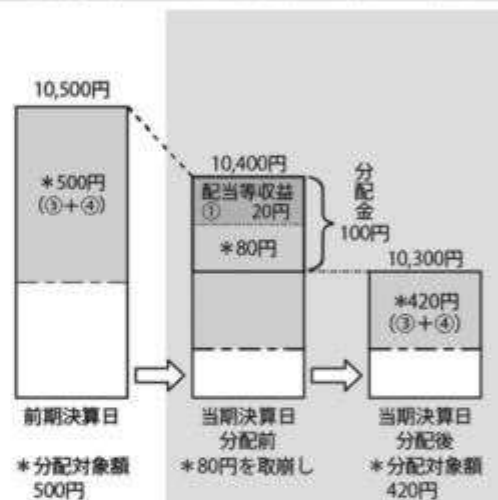 10,500円
*500円
(③+④)
前期決算日
*分配対象額
500円
10,400円
配当等収益
① 20円
*80円
分配金
100円
当期決算日
分配前
*80円を取崩し
10,300円
*420円
(③+④)
当期決算日
分配後
*分配対象額
420円